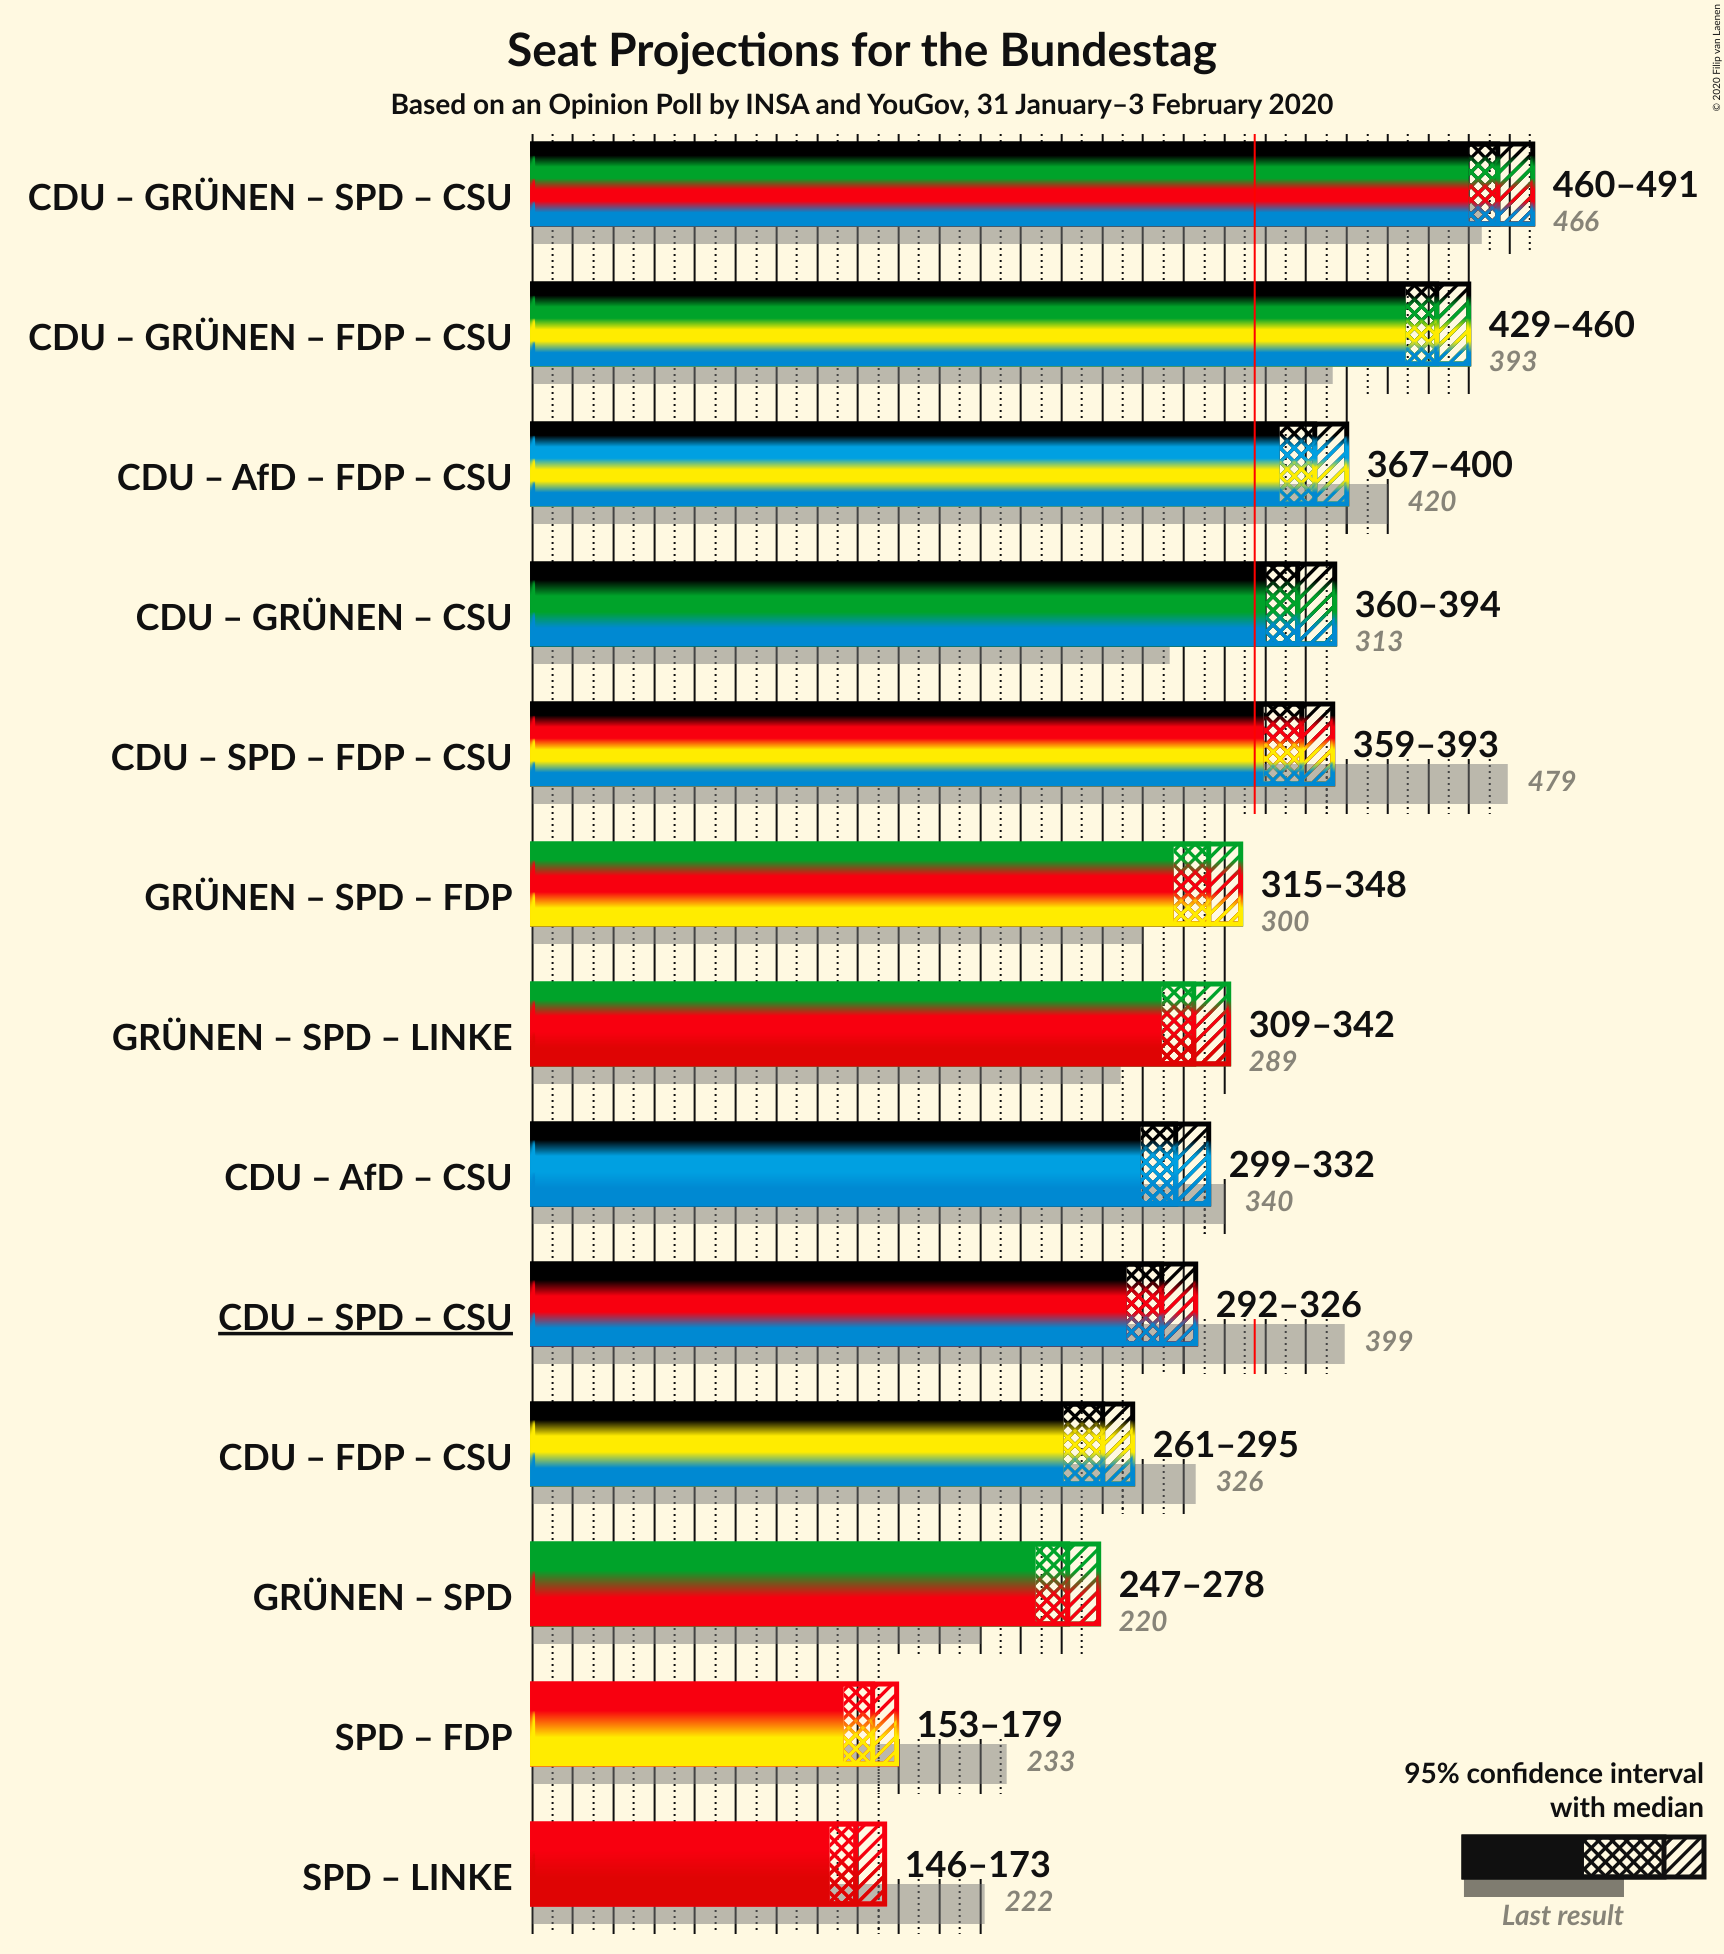 Seat Projections for the Bundestag
Based on an Opinion Poll by INSA and YouGov, 31 January–3 February 2020
© 2020 Filip van Laenen
CDU – GRÜNEN – SPD – CSU
460–491
466
CDU – GRÜNEN – FDP – CSU
429–460
393
CDU – AfD – FDP – CSU
367–400
420
CDU – GRÜNEN – CSU
360–394
313
CDU – SPD – FDP – CSU
359–393
479
GRÜNEN – SPD – FDP
315–348
300
GRÜNEN – SPD – LINKE
309–342
289
CDU – AfD – CSU
299–332
340
CDU – SPD – CSU
292–326
399
CDU – FDP – CSU
261–295
326
GRÜNEN – SPD
247–278
220
SPD – FDP
153–179
233
SPD – LINKE
146–173
222
95% confidence interval
with median
Last result